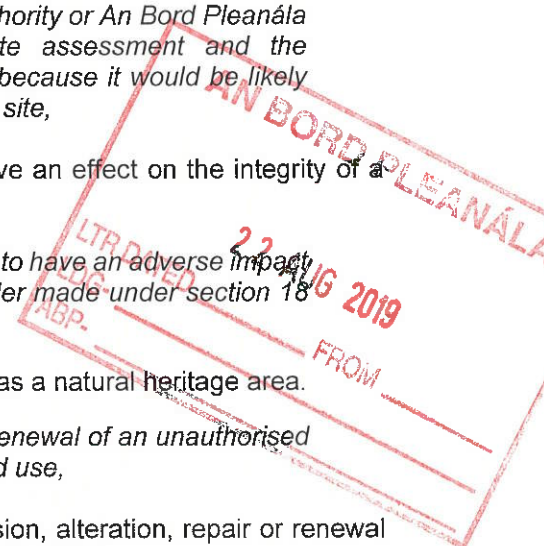 thority or An Bord Pleanála
te assessment and the
because it would be likely
site,
AN BORD PLEANÁLA
ve an effect on the integrity of a
22 AUG 2019
LTR DATED FROM
LDG-
ABP-
to have an adverse impact
der made under section 18
as a natural heritage area.
enewal of an unauthorised
d use,
sion, alteration, repair or renewal